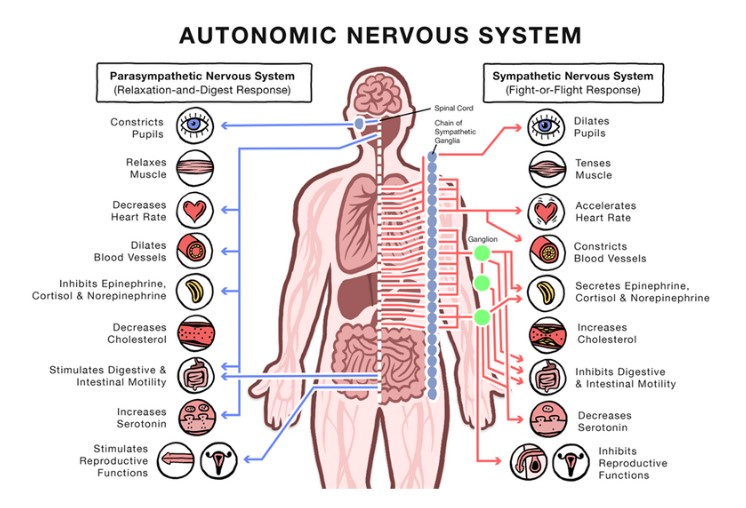 AUTONOMIC NERVOUS SYSTEM
Parasympathetic Nervous System
(Relaxation-and-Digest Response)
Constricts
Pupils
Relaxes
Muscle
Decreases
Heart Rate
Dilates
Blood Vessels
Inhibits Epinephrine,
Cortisol & Norepinephrine
Decreases
Cholesterol
Stimulates Digestive &
Intestinal Motility
Increases
Serotonin
Stimulates
Reproductive
Functions
Spinal Cord
Chain of
Sympathetic
Ganglia
Ganglion
Sympathetic Nervous System
(Fight-or-Flight Response)
Dilates
Pupils
Tenses
Muscle
Accelerates
Heart Rate
Constricts
Blood Vessels
Secretes Epinephrine,
Cortisol & Norepinephrine
Increases
Cholesterol
Inhibits Digestive
& Intestinal Motility
Decreases
Serotonin
Inhibits
Reproductive
Functions